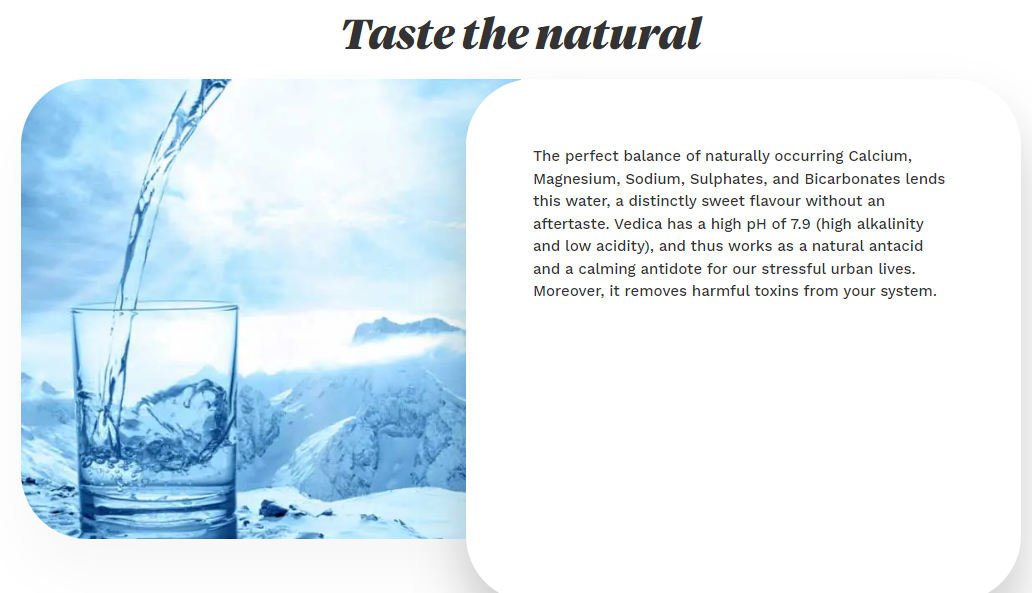 Taste the natural
The perfect balance of naturally occurring Calcium,
Magnesium, Sodium, Sulphates, and Bicarbonates lends
this water, a distinctly sweet flavour without an
aftertaste. Vedica has a high pH of 7.9 (high alkalinity
and low acidity), and thus works as a natural antacid
and a calming antidote for our stressful urban lives.
Moreover, it removes harmful toxins from your system.